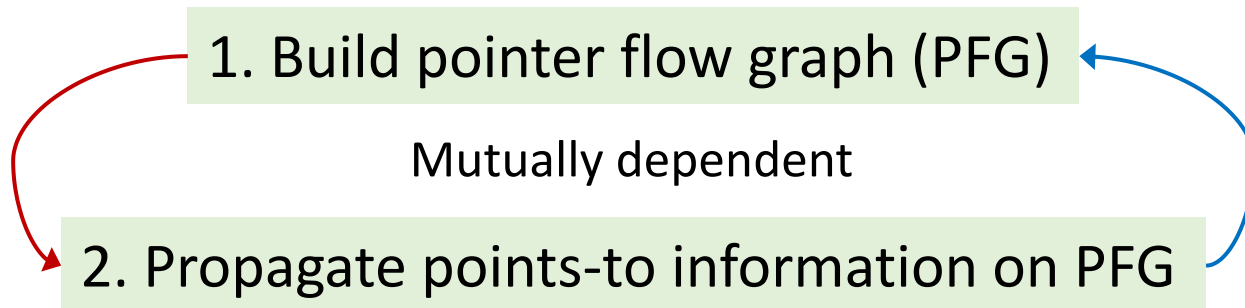 1. Build pointer flow graph (PFG)
Mutually dependent
2. Propagate points-to information on PFG